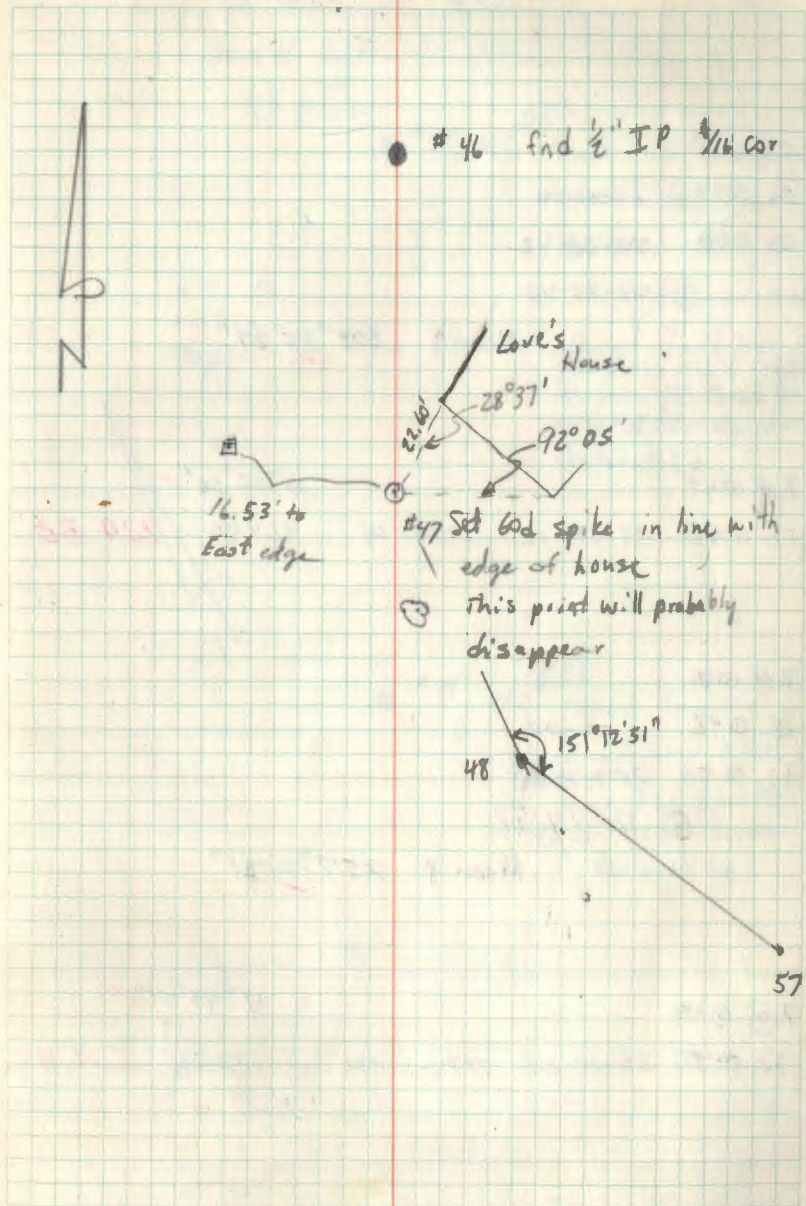 #46 fnd ½" IP 1/16 cor
Love's
House
28°37'
22.60'
92°05'
16.53' to
East edge
#47 Set 60d spike in line with
edge of house
This point will probably
disappear
151°12'51"
48
57